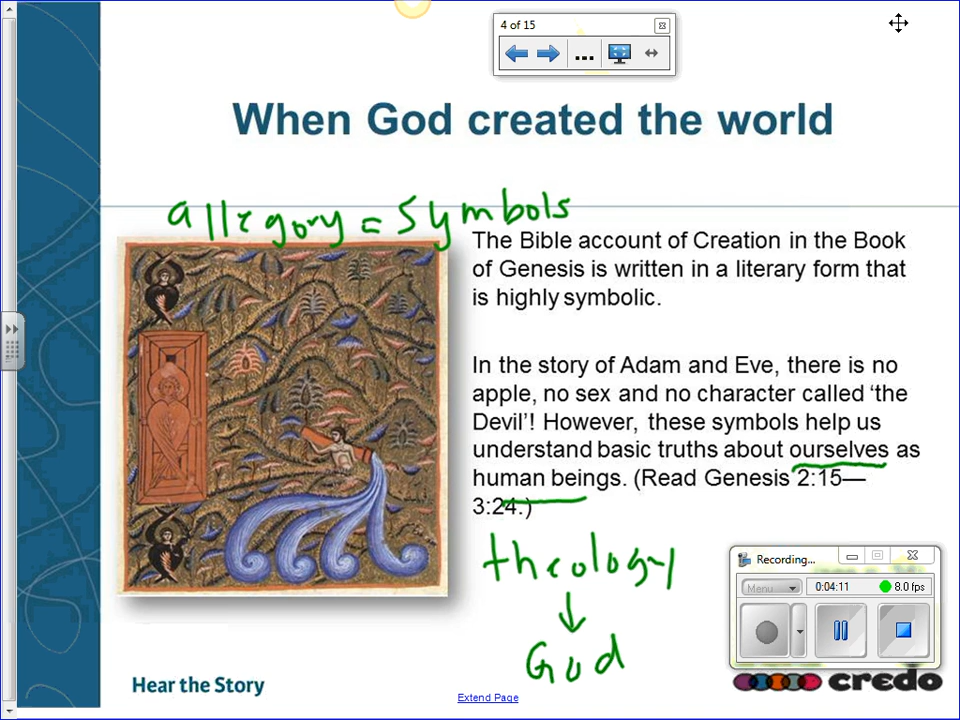 4 of 15
...
When God created the world
allegory = Symbols
The Bible account of Creation in the Book
of Genesis is written in a literary form that
is highly symbolic.
In the story of Adam and Eve, there is no
apple, no sex and no character called ‘the
Devil’! However, these symbols help us
understand basic truths about ourselves as
human beings. (Read Genesis 2:15—
3:24.)
theology
↓
God
Recording...
Menu
0:04:11
8.0 fps
Hear the Story
Extend Page
credo